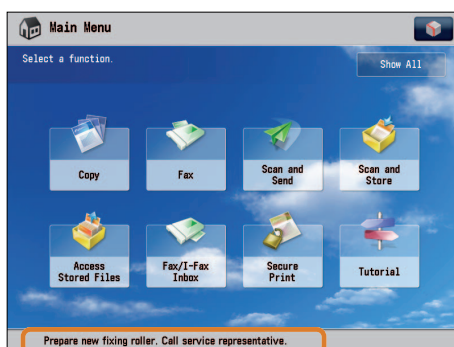 Main Menu
Select a function.
Show All
Copy
Fax
Scan and
Send
Scan and
Store
Access
Stored Files
Fax/I-Fax
Inbox
Secure
Print
Tutorial
Prepare new fixing roller. Call service representative.